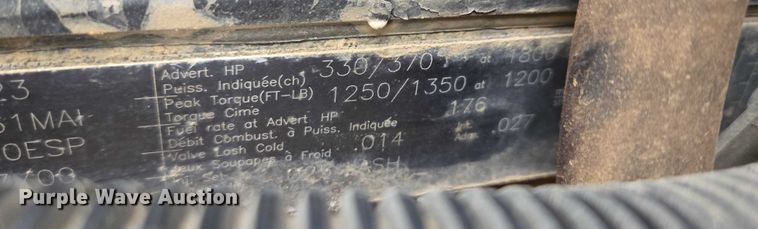 23
51MAI
0ESP
Advert. HP 330/370 at 1800
Puiss. Indiquée(ch)
Peak Torque(FT-LB) 1250/1350 at 1200
Torque Cime
Fuel rate at Advert HP 176
Débit Combust. à Puiss. Indiquée
Valve Lash Cold .014 .027
Jeux Soupapes à Froid
Purple Wave Auction